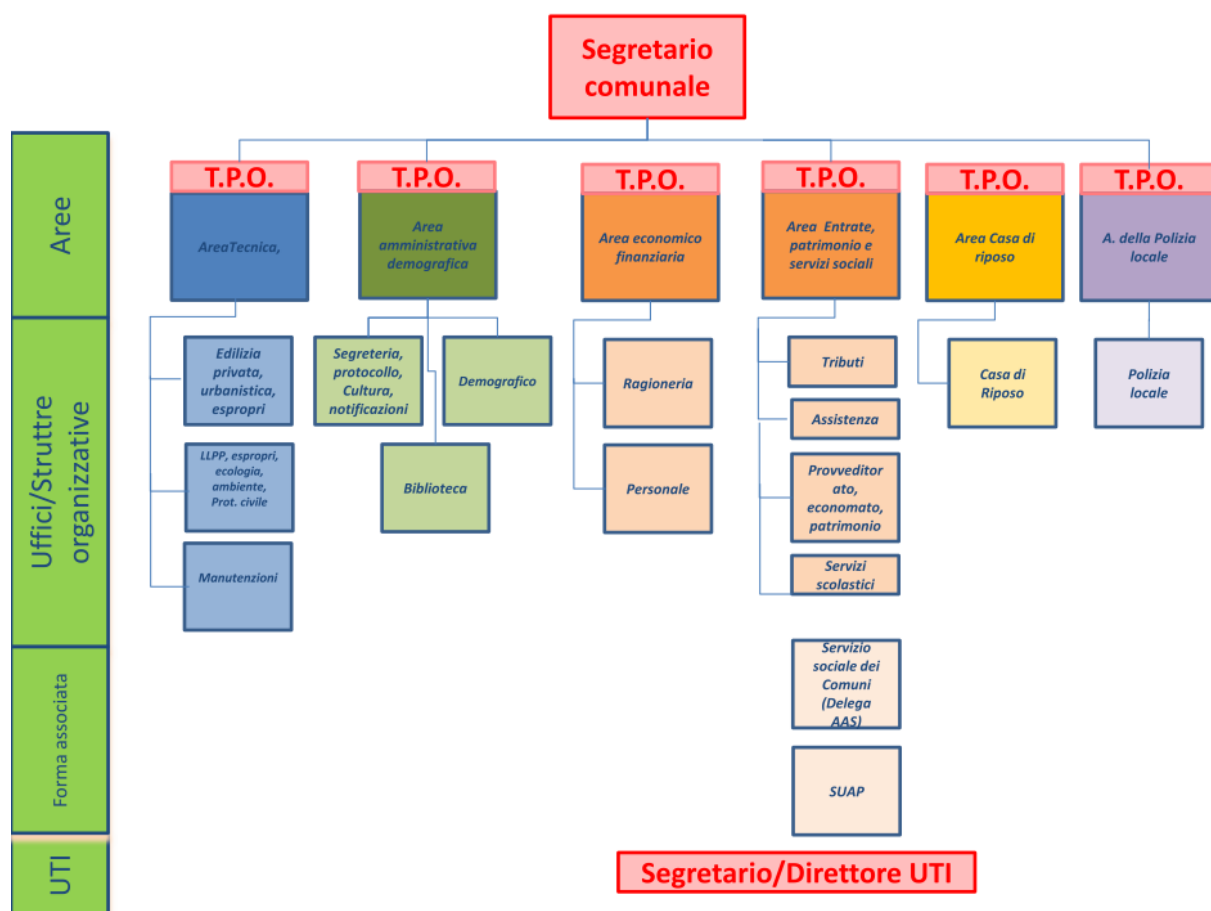 Segretario
comunale
Aree
T.P.O.
T.P.O.
T.P.O.
T.P.O.
T.P.O.
T.P.O.
AreaTecnica,
Area
amministrativa
demografica
Area economico
finanziaria
Area Entrate,
patrimonio e
servizi sociali
Area Casa di
riposo
A. della Polizia
locale
Uffici/Struttre
organizzative
Edilizia
privata,
urbanistica,
espropri
LLPP, espropri,
ecologia,
ambiente,
Prot. civile
Manutenzioni
Segreteria,
protocollo,
Cultura,
notificazioni
Demografico
Biblioteca
Ragioneria
Personale
Tributi
Assistenza
Provveditor
ato,
economato,
patrimonio
Servizi
scolastici
Casa di
Riposo
Polizia
locale
Forma associata
Servizio
sociale dei
Comuni
(Delega
AAS)
SUAP
UTI
Segretario/Direttore UTI